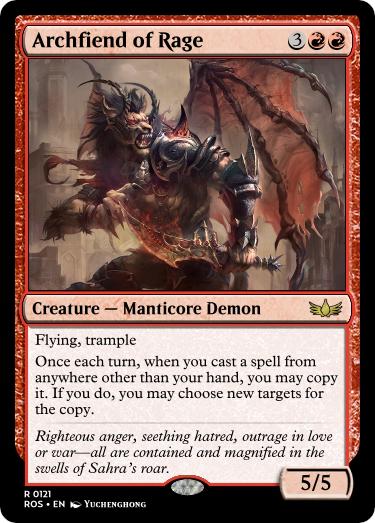 Archfiend of Rage 3
Creature — Manticore Demon
Flying, trample
Once each turn, when you cast a spell from
anywhere other than your hand, you may copy
it. If you do, you may choose new targets for
the copy.
Righteous anger, seething hatred, outrage in love
or war—all are contained and magnified in the
swells of Sahra's roar.
5/5
R 0121
ROS • EN Yuchenghong